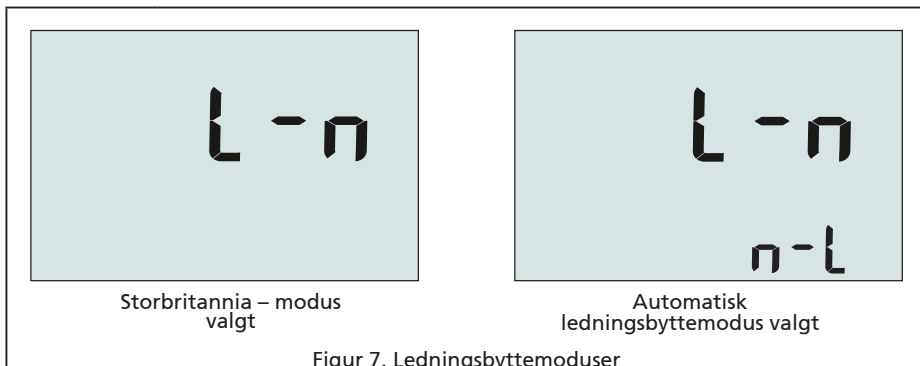 L-n
L-n
n-L
Storbritannia – modus
valgt
Automatisk
ledningsbyttemodus valgt
Figur 7. Ledningsbyttemoduser